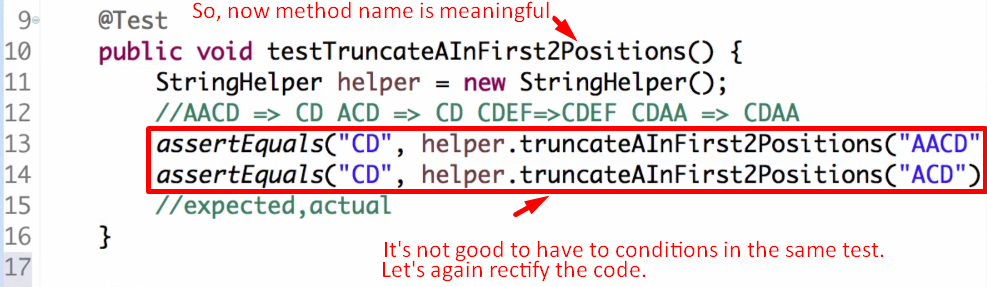 So, now method name is meaningful
9 @Test
10 public void testTruncateAInFirst2Positions() {
11 StringHelper helper = new StringHelper();
12 //AACD => CD ACD => CD CDEF=>CDEF CDAA => CDAA
13 assertEquals("CD", helper.truncateAInFirst2Positions("AACD"
14 assertEquals("CD", helper.truncateAInFirst2Positions("ACD")
15 //expected,actual
16 }
It's not good to have to conditions in the same test.
Let's again rectify the code.
17